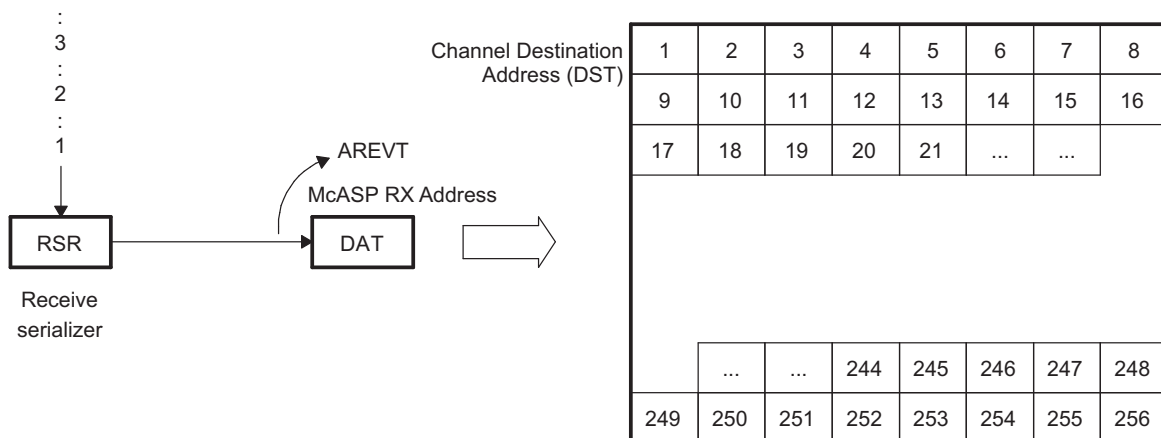 :
3
:
2
:
1
AREVT
McASP RX Address
RSR
DAT
Receive
serializer
Channel Destination
Address (DST)
1 2 3 4 5 6 7 8
9 10 11 12 13 14 15 16
17 18 19 20 21 ... ...
... ... 244 245 246 247 248
249 250 251 252 253 254 255 256